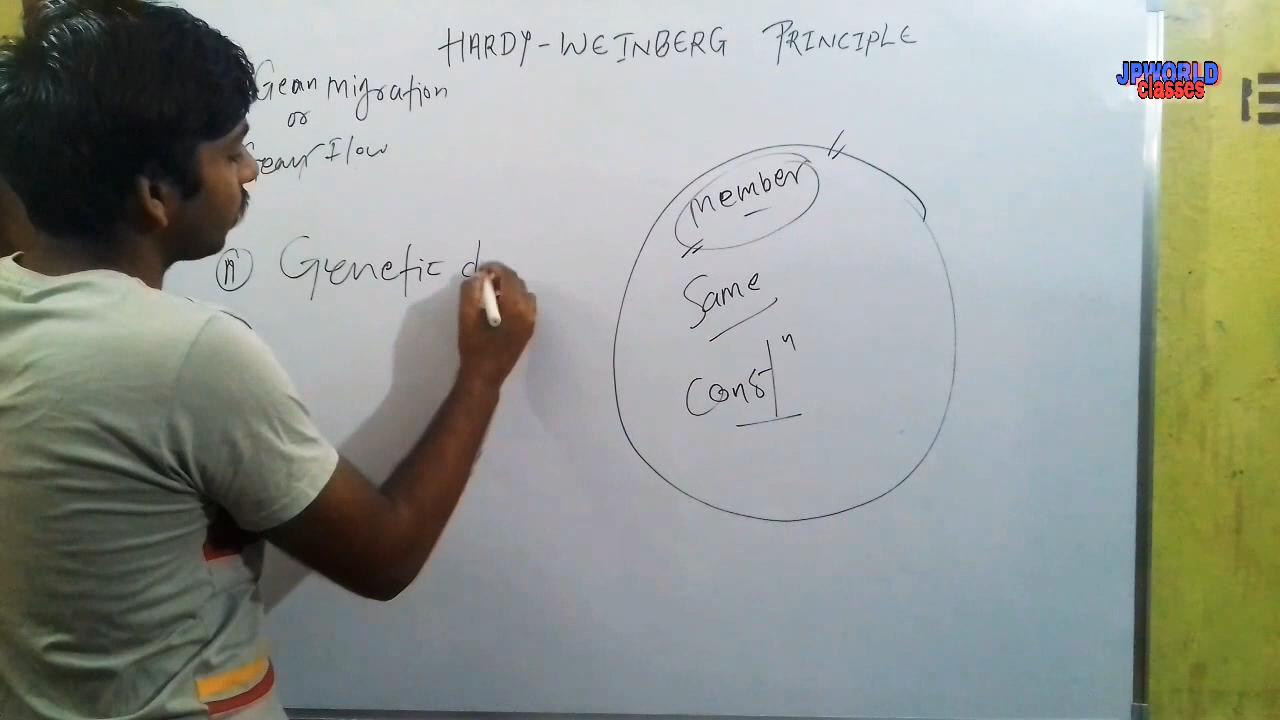 HARDY-WEINBERG PRINCIPLE
Gean migration
or
Gean Flow
Genetic d
member
Same
Const n
JPWORLD
classes